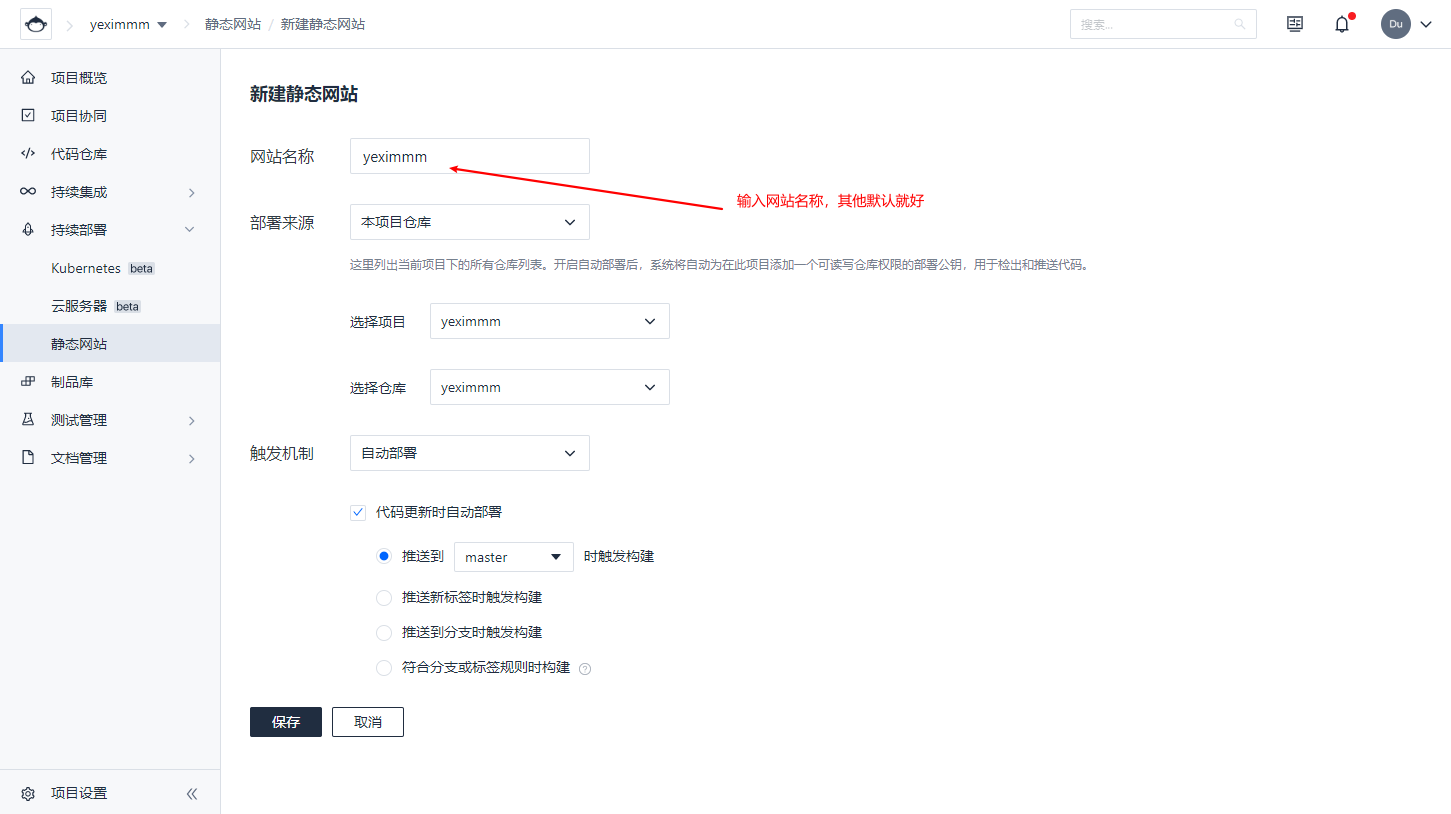 yeximmm 静态网站 / 新建静态网站 搜索... Du
项目概览
项目协同
代码仓库
持续集成
持续部署
Kubernetes beta
云服务器 beta
静态网站
制品库
测试管理
文档管理
项目设置
新建静态网站
网站名称 yeximmm
输入网站名称，其他默认就好
部署来源 本项目仓库
这里列出当前项目下的所有仓库列表。开启自动部署后，系统将自动为在此项目添加一个可读写仓库权限的部署公钥，用于检出和推送代码。
选择项目 yeximmm
选择仓库 yeximmm
触发机制 自动部署
代码更新时自动部署
推送到 master 时触发构建
推送新标签时触发构建
推送到分支时触发构建
符合分支或标签规则时构建 ?
保存 取消